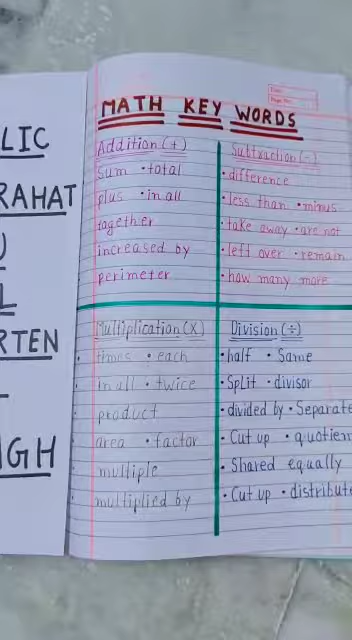 LIC
RAHAT
U
L
RTEN
IGH
MATH KEY WORDS
Addition (+)
Sum • total
plus • in all
together
increased by
perimeter
Subtraction (-)
• difference
• less than • minus
• take away • are not
• left over • remain
• how many more
Multiplication (X)
• times • each
• in all • twice
• product
• area • factor
• multiple
• multiplied by
Division (÷)
• half • Same
• Split • divisor
• divided by • Separate
• Cut up • quotien
• Shared equally
• Cut up • distribute